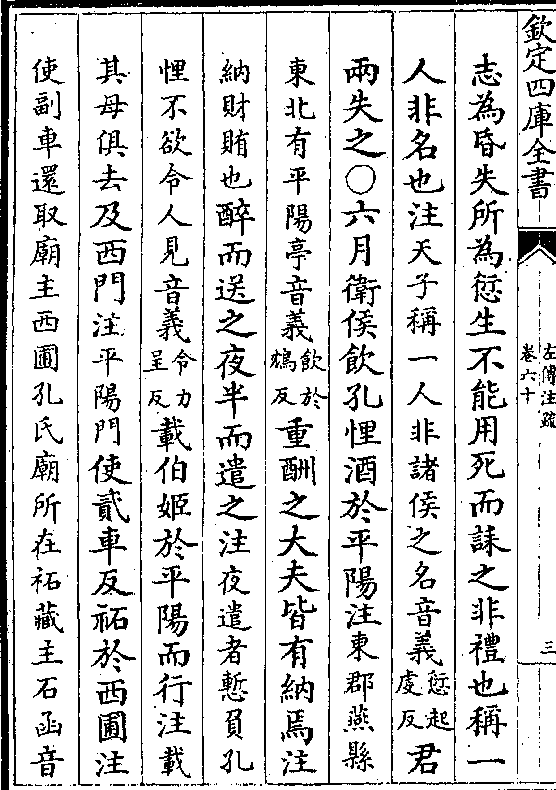 欽定四庫全書
左傳注疏
卷六十
三
志為昏失所為愆生不能用死而誄之非禮也稱一
人非名也注天子稱一人非諸侯之名音義愆起虔反君
兩失之○六月衛侯飲孔悝酒於平陽注東郡燕縣
東北有平陽亭音義飲於鴆反重酬之大夫皆有納焉注
納財賄也醉而送之夜半而遣之注夜遣者慙負孔
悝不欲令人見音義令力呈反載伯姬於平陽而行注載
其母俱去及西門注平陽門使貳車反祏於西圃注
使副車還取廟主西圃孔氏廟所在祏藏主石函音